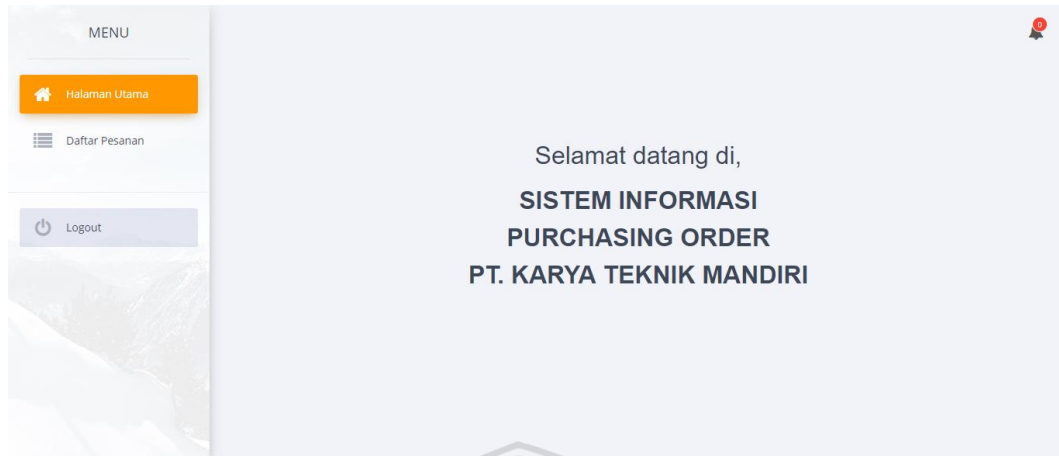 MENU
Halaman Utama
Daftar Pesanan
Logout
0
Selamat datang di,
SISTEM INFORMASI
PURCHASING ORDER
PT. KARYA TEKNIK MANDIRI